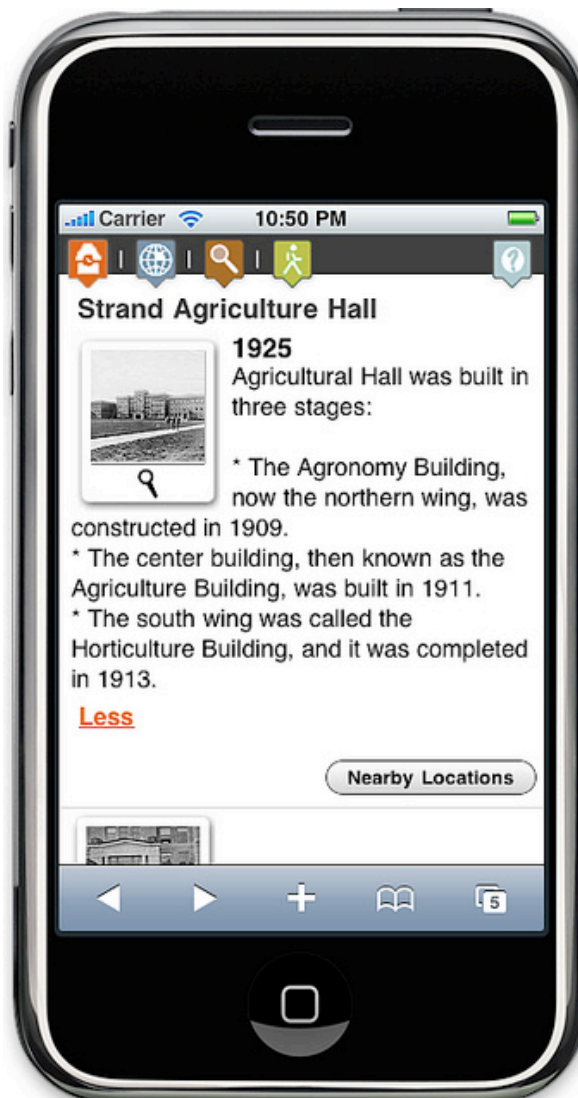 Carrier 10:50 PM
?
Strand Agriculture Hall
1925
Agricultural Hall was built in
three stages:
* The Agronomy Building,
now the northern wing, was
constructed in 1909.
* The center building, then known as the
Agriculture Building, was built in 1911.
* The south wing was called the
Horticulture Building, and it was completed
in 1913.
Less
Nearby Locations
5